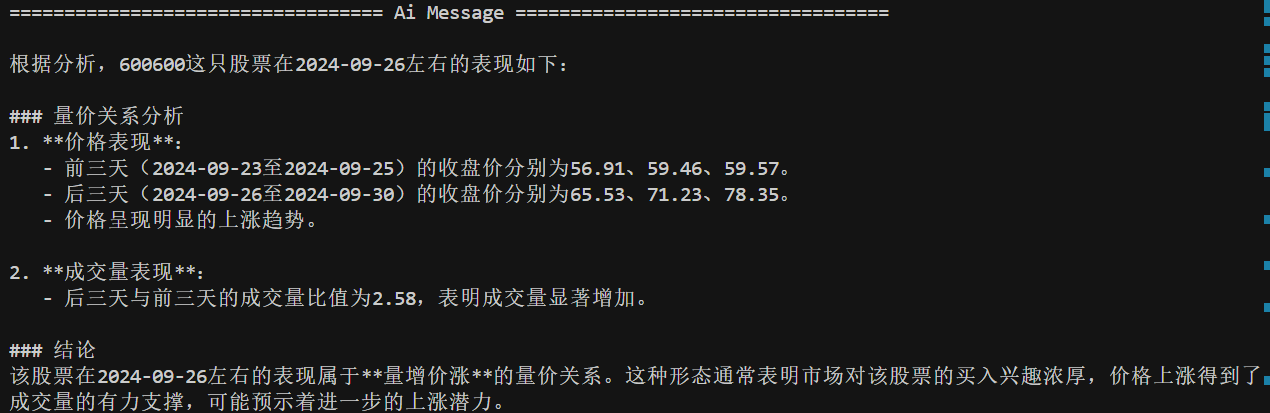 ================================== Ai Message ==================================
根据分析，600600这只股票在2024-09-26左右的表现如下：
### 量价关系分析
1. **价格表现**：
- 前三天（2024-09-23至2024-09-25）的收盘价分别为56.91、59.46、59.57。
- 后三天（2024-09-26至2024-09-30）的收盘价分别为65.53、71.23、78.35。
- 价格呈现明显的上涨趋势。
2. **成交量表现**：
- 后三天与前三天的成交量比值为2.58，表明成交量显著增加。
### 结论
该股票在2024-09-26左右的表现属于**量增价涨**的量价关系。这种形态通常表明市场对该股票的买入兴趣浓厚，价格上涨得到了
成交量的有力支撑，可能预示着进一步的上涨潜力。